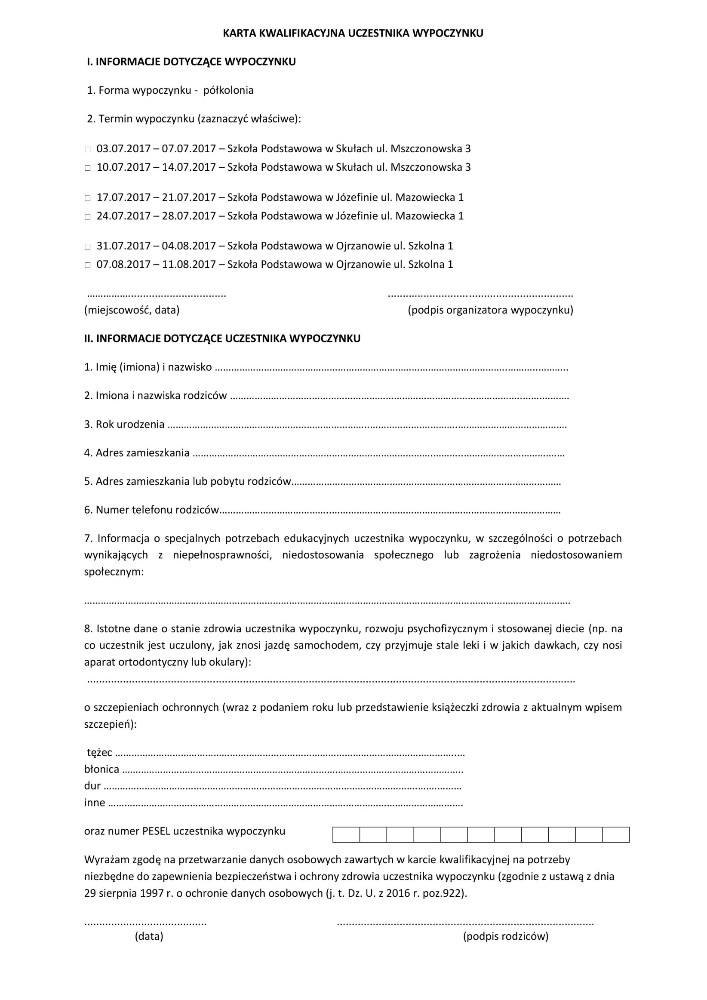 KARTA KWALIFIKACYJNA UCZESTNIKA WYPOCZYNKU
I. INFORMACJE DOTYCZĄCE WYPOCZYNKU
1. Forma wypoczynku - półkolonia
2. Termin wypoczynku (zaznaczyć właściwe):
□ 03.07.2017 – 07.07.2017 – Szkoła Podstawowa w Skułach ul. Mszczonowska 3
□ 10.07.2017 – 14.07.2017 – Szkoła Podstawowa w Skułach ul. Mszczonowska 3
□ 17.07.2017 – 21.07.2017 – Szkoła Podstawowa w Józefinie ul. Mazowiecka 1
□ 24.07.2017 – 28.07.2017 – Szkoła Podstawowa w Józefinie ul. Mazowiecka 1
□ 31.07.2017 – 04.08.2017 – Szkoła Podstawowa w Ojrzanowie ul. Szkolna 1
□ 07.08.2017 – 11.08.2017 – Szkoła Podstawowa w Ojrzanowie ul. Szkolna 1
................................................ ...............................................................
(miejscowość, data) (podpis organizatora wypoczynku)
II. INFORMACJE DOTYCZĄCE UCZESTNIKA WYPOCZYNKU
1. Imię (imiona) i nazwisko ……………………………………………………………………………………
2. Imiona i nazwiska rodziców ……………………………………………………………………………………
3. Rok urodzenia ……………………………………………………………………………………
4. Adres zamieszkania ……………………………………………………………………………………
5. Adres zamieszkania lub pobytu rodziców……………………………………………………………………
6. Numer telefonu rodziców……………………………………………………………………………………
7. Informacja o specjalnych potrzebach edukacyjnych uczestnika wypoczynku, w szczególności o potrzebach
wynikających z niepełnosprawności, niedostosowania społecznego lub zagrożenia niedostosowaniem
społecznym:
……………………………………………………………………………………………………………………
8. Istotne dane o stanie zdrowia uczestnika wypoczynku, rozwoju psychofizycznym i stosowanej diecie (np. na
co uczestnik jest uczulony, jak znosi jazdę samochodem, czy przyjmuje stale leki i w jakich dawkach, czy nosi
aparat ortodontyczny lub okulary):
......................................................................................................................................................
o szczepieniach ochronnych (wraz z podaniem roku lub przedstawienie książeczki zdrowia z aktualnym wpisem
szczepień):
tężec ……………………………………………………………………………………
błonica ……………………………………………………………………………………
dur ……………………………………………………………………………………
inne ……………………………………………………………………………………
oraz numer PESEL uczestnika wypoczynku
Wyrażam zgodę na przetwarzanie danych osobowych zawartych w karcie kwalifikacyjnej na potrzeby
niezbędne do zapewnienia bezpieczeństwa i ochrony zdrowia uczestnika wypoczynku (zgodnie z ustawą z dnia
29 sierpnia 1997 r. o ochronie danych osobowych (j. t. Dz. U. z 2016 r. poz.922).
......................................... ......................................................................................
(data) (podpis rodziców)